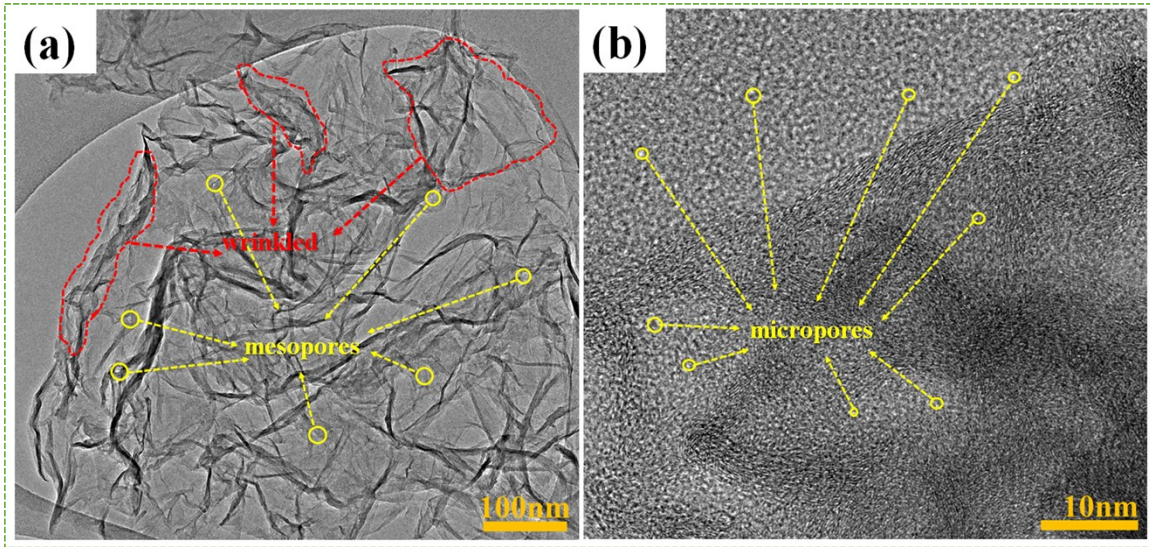 (a)
wrinkled
mesopores
100nm
(b)
micropores
10nm